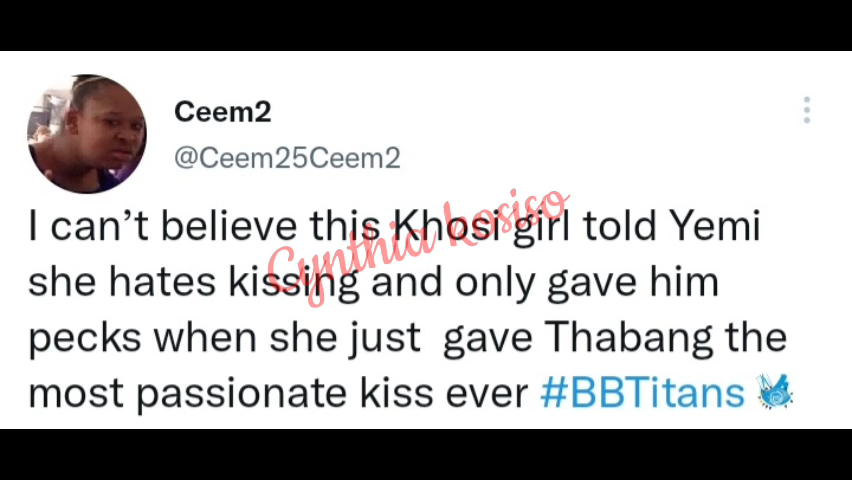 Ceem2
@Ceem25Ceem2
Cynthia kosiso
I can't believe this Khosi girl told Yemi
she hates kissing and only gave him
pecks when she just  gave Thabang the
most passionate kiss ever #BBTitans